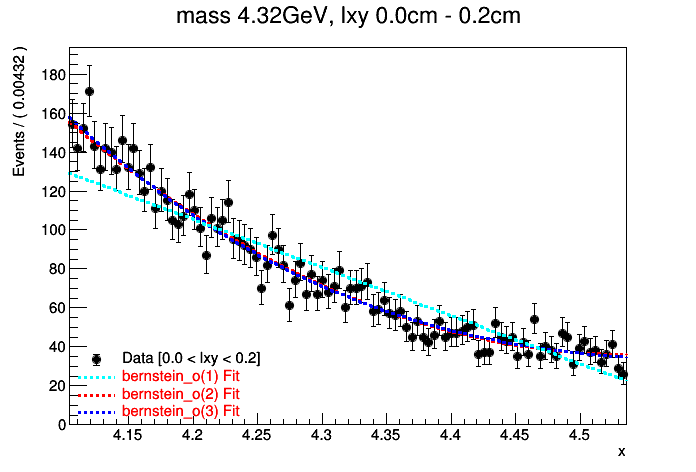 mass 4.32GeV, lxy 0.0cm - 0.2cm
Events / ( 0.00432 )
180
160
140
120
100
80
60
40
20
0
Data [0.0 < lxy < 0.2]
bernstein_o(1) Fit
bernstein_o(2) Fit
bernstein_o(3) Fit
4.15 4.2 4.25 4.3 4.35 4.4 4.45 4.5
x